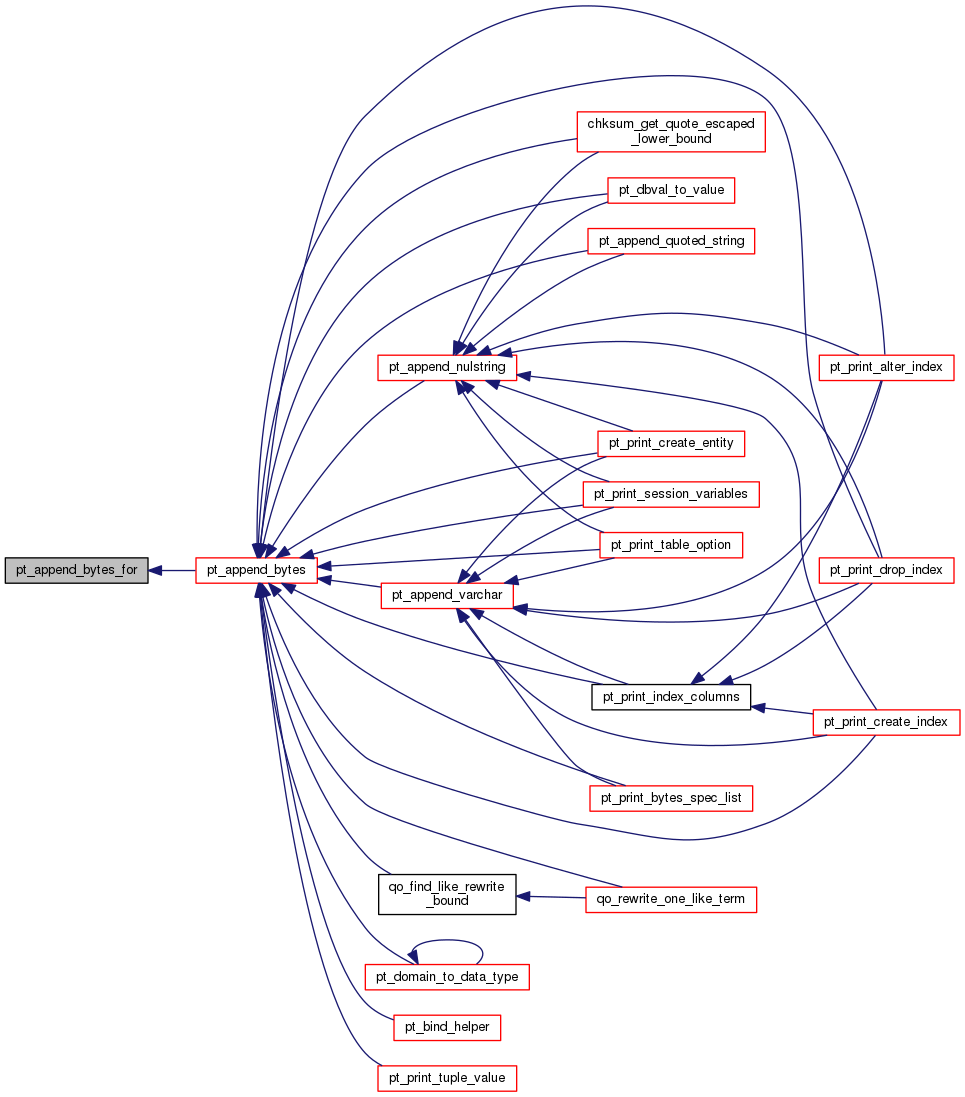 chksum_get_quote_escaped
_lower_bound
pt_dbval_to_value
pt_append_quoted_string
pt_append_nulstring
pt_print_alter_index
pt_print_create_entity
pt_print_session_variables
pt_print_table_option
pt_append_bytes_for
pt_append_bytes
pt_print_drop_index
pt_append_varchar
pt_print_index_columns
pt_print_create_index
pt_print_bytes_spec_list
qo_find_like_rewrite
_bound
qo_rewrite_one_like_term
pt_domain_to_data_type
pt_bind_helper
pt_print_tuple_value